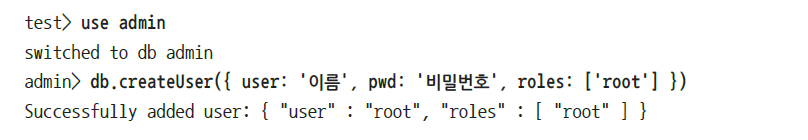 test> use admin
switched to db admin
admin> db.createUser({ user: '이름', pwd: '비밀번호', roles: ['root'] })
Successfully added user: { "user" : "root", "roles" : [ "root" ] }